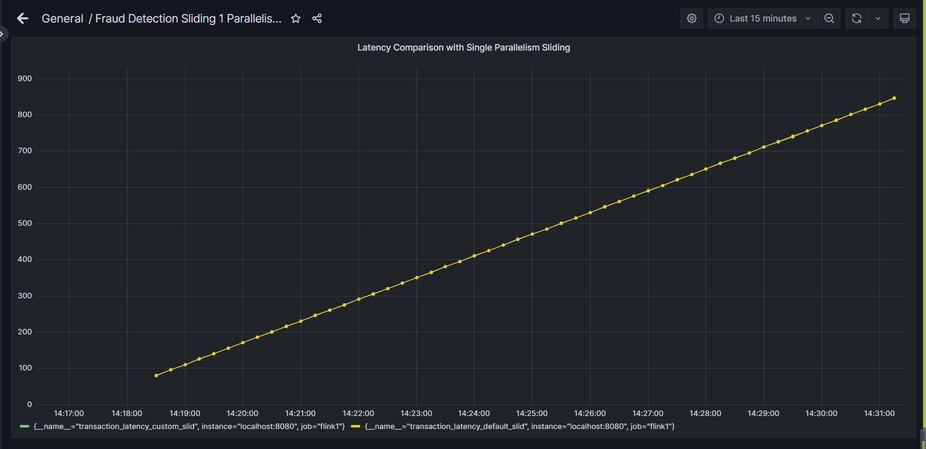 General / Fraud Detection Sliding 1 Parallelis...
Last 15 minutes
Latency Comparison with Single Parallelism Sliding
900
800
700
600
500
400
300
200
100
0
14:17:00 14:18:00 14:19:00 14:20:00 14:21:00 14:22:00 14:23:00 14:24:00 14:25:00 14:26:00 14:27:00 14:28:00 14:29:00 14:30:00 14:31:00
{__name__="transaction_latency_custom_slid", instance="localhost:8080", job="flink1"} {__name__="transaction_latency_default_slid", instance="localhost:8080", job="flink1"}